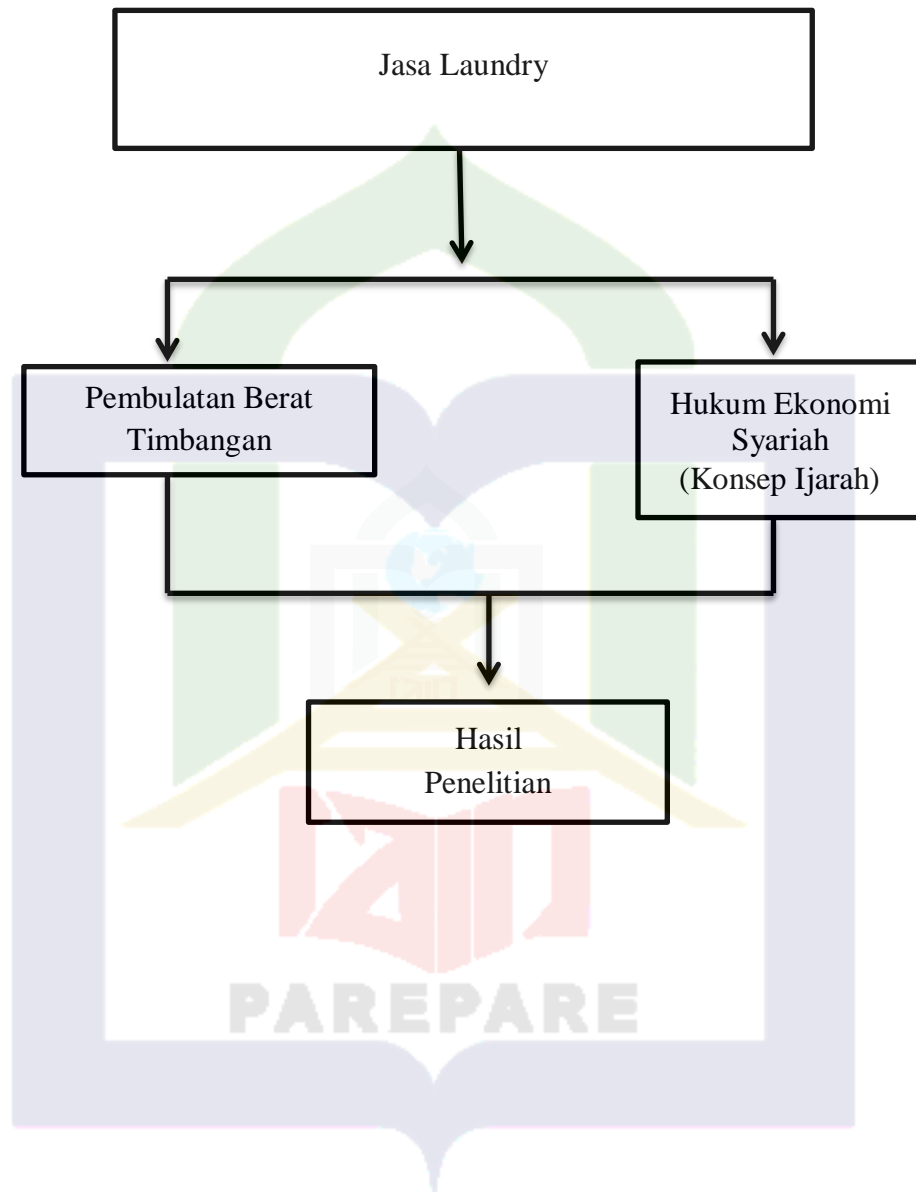 Jasa Laundry
Pembulatan Berat
Timbangan
Hukum Ekonomi
Syariah
(Konsep Ijarah)
Hasil
Penelitian
PAREPARE